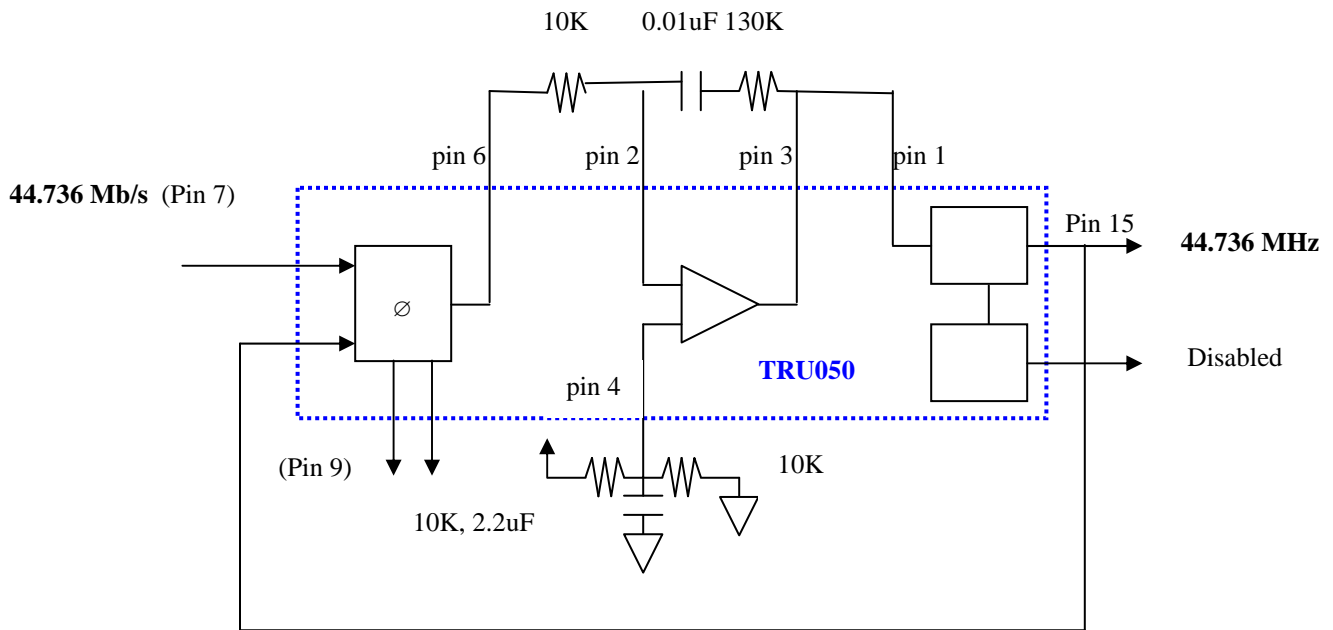 10K 0.01uF 130K
pin 6 pin 2 pin 3 pin 1
44.736 Mb/s (Pin 7)
Pin 15
44.736 MHz
∅
Disabled
TRU050
pin 4
(Pin 9)
10K
10K, 2.2uF